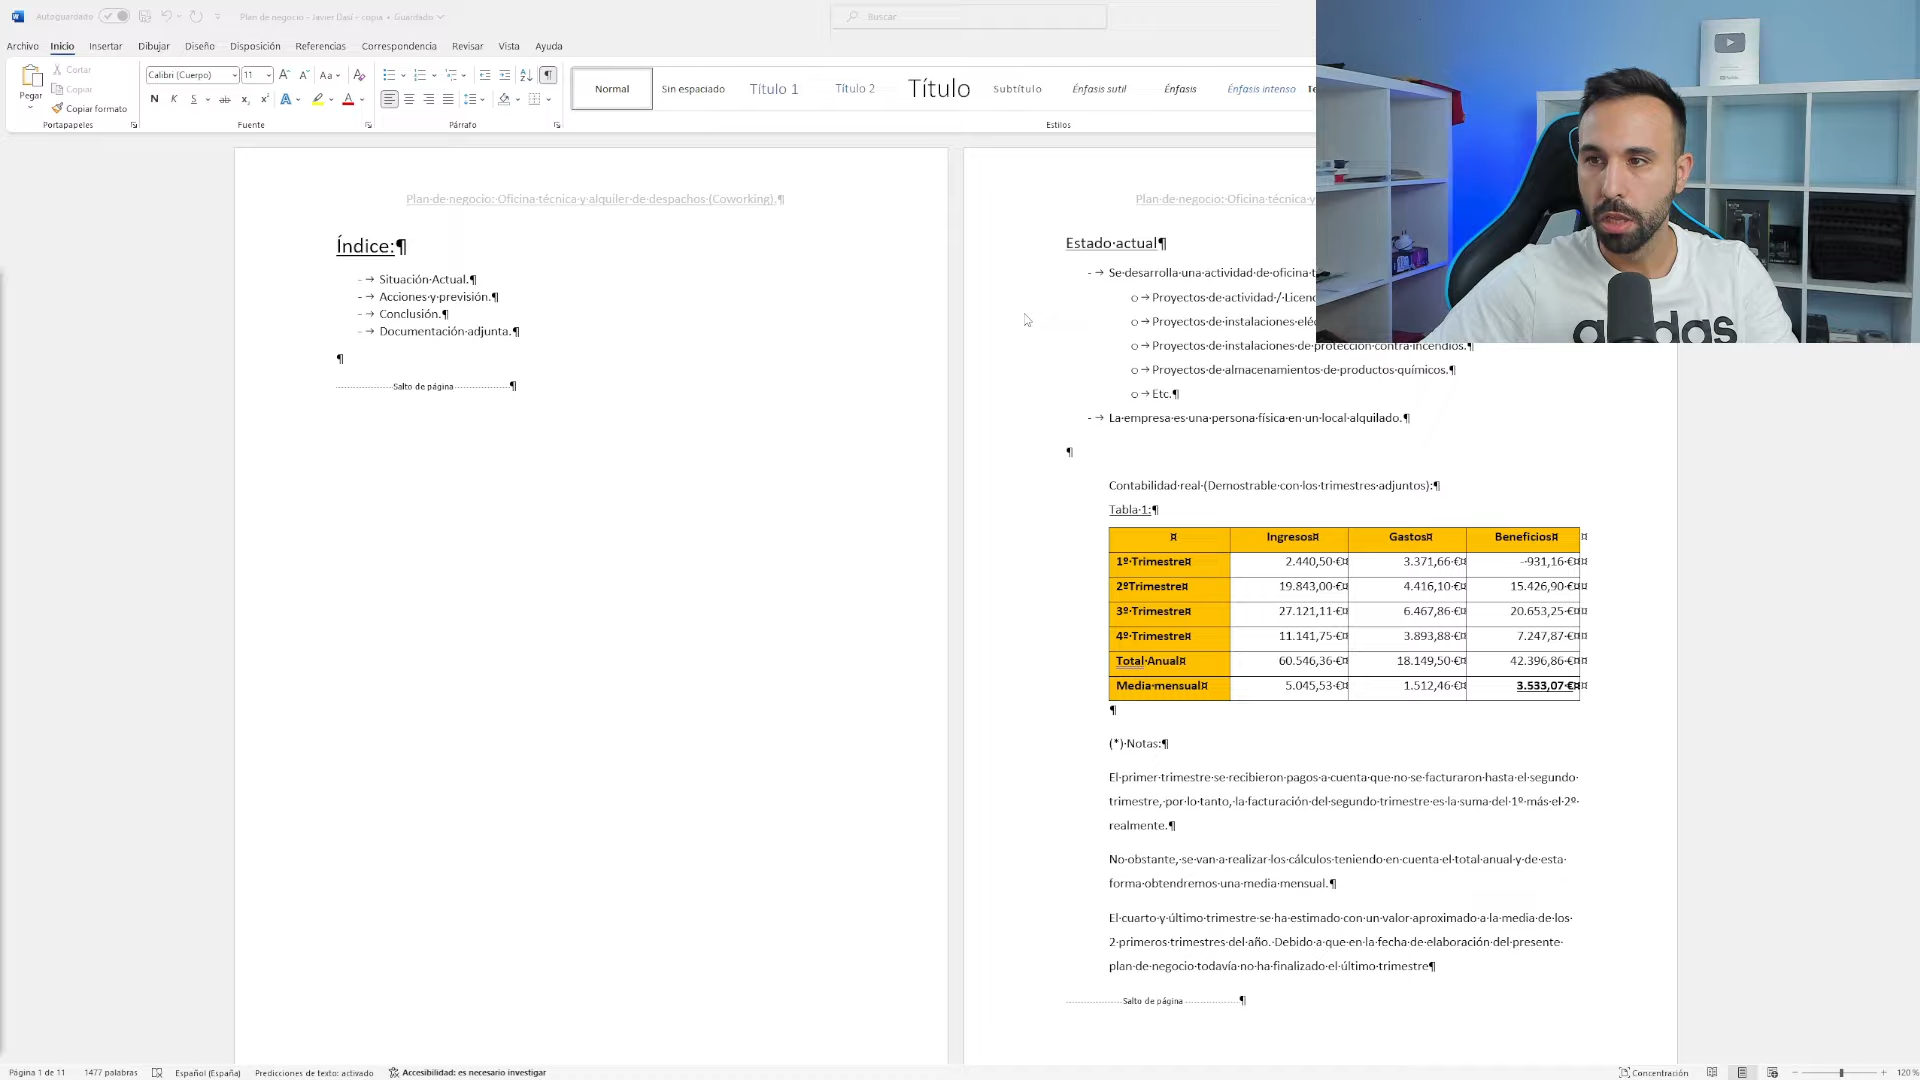 Autoguardado
Plan de negocio - Javier Dasí - copia • Guardado
Buscar
Archivo Inicio Insertar Dibujar Diseño Disposición Referencias Correspondencia Revisar Vista Ayuda
Pegar
Cortar
Copiar
Copiar formato
Portapapeles
Calibri (Cuerpo) 11
N K S ab x₂ x²
Fuente
Párrafo
Normal Sin espaciado Título 1 Título 2 Título Subtítulo Énfasis sutil Énfasis Énfasis intenso
Estilos
Plan·de·negocio:·Oficina·técnica·y·alquiler·de·despachos·(Coworking).¶
Índice:¶
- → Situación·Actual.¶
- → Acciones·y·previsión.¶
- → Conclusión.¶
- → Documentación·adjunta.¶
¶
Salto de página ¶
Plan·de·negocio:·Oficina·técnica·y
Estado·actual¶
- → Se·desarrolla·una·actividad·de·oficina·t
o → Proyectos·de·actividad·/·Licenc
o → Proyectos·de·instalaciones·eléc
o → Proyectos·de·instalaciones·de·protección·contra·incendios.¶
o → Proyectos·de·almacenamientos·de·productos·químicos.¶
o → Etc.¶
- → La·empresa·es·una·persona·física·en·un·local·alquilado.¶
¶
Contabilidad·real·(Demostrable·con·los·trimestres·adjuntos):¶
Tabla·1:¶
¤ Ingresos¤ Gastos¤ Beneficios¤ ¤
1º·Trimestre¤ 2.440,50·€¤ 3.371,66·€¤ -·931,16·€¤¤
2ºTrimestre¤ 19.843,00·€¤ 4.416,10·€¤ 15.426,90·€¤¤
3º·Trimestre¤ 27.121,11·€¤ 6.467,86·€¤ 20.653,25·€¤¤
4º·Trimestre¤ 11.141,75·€¤ 3.893,88·€¤ 7.247,87·€¤¤
Total·Anual¤ 60.546,36·€¤ 18.149,50·€¤ 42.396,86·€¤¤
Media·mensual¤ 5.045,53·€¤ 1.512,46·€¤ 3.533,07·€¤¤
¶
(*)·Notas:¶
El·primer·trimestre·se·recibieron·pagos·a·cuenta·que·no·se·facturaron·hasta·el·segundo·
trimestre,·por·lo·tanto,·la·facturación·del·segundo·trimestre·es·la·suma·del·1º·más·el·2º·
realmente.¶
No·obstante,·se·van·a·realizar·los·cálculos·teniendo·en·cuenta·el·total·anual·y·de·esta·
forma·obtendremos·una·media·mensual.¶
El·cuarto·y·último·trimestre·se·ha·estimado·con·un·valor·aproximado·a·la·media·de·los·
2·primeros·trimestres·del·año.·Debido·a·que·en·la·fecha·de·elaboración·del·presente·
plan·de·negocio·todavía·no·ha·finalizado·el·último·trimestre¶
Salto de página ¶
adidas
Página 1 de 11 1477 palabras Español (España) Predicciones de texto: activado Accesibilidad: es necesario investigar Concentración 120 %